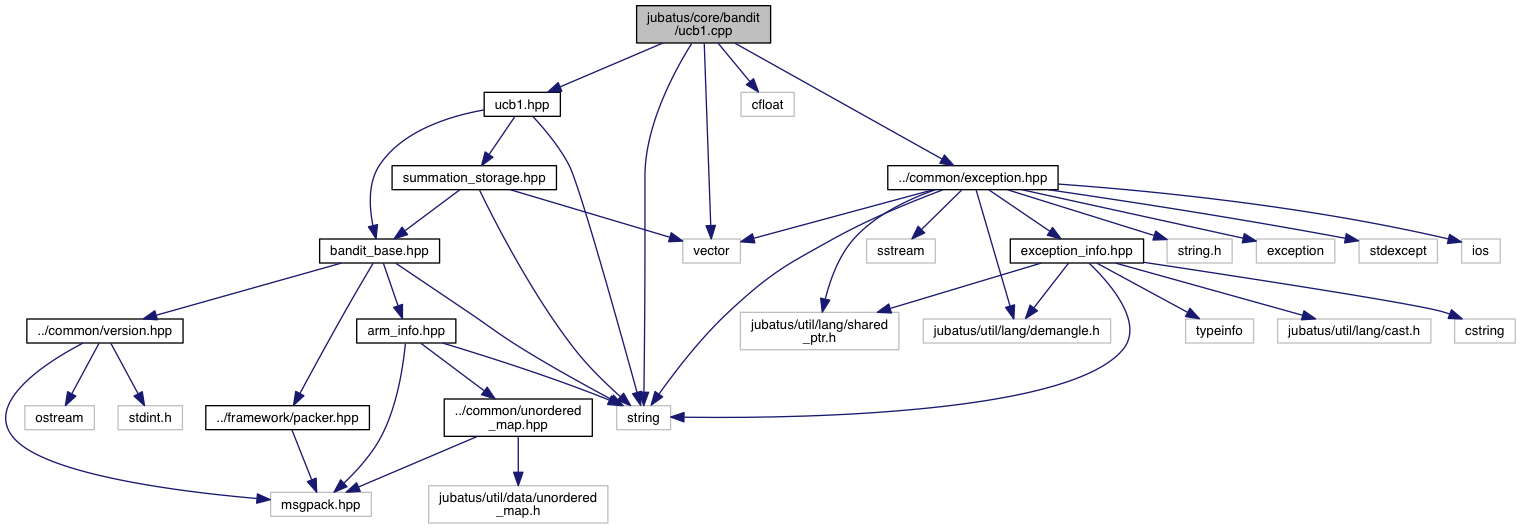 jubatus/core/bandit
/ucb1.cpp
ucb1.hpp
cfloat
summation_storage.hpp
../common/exception.hpp
bandit_base.hpp
vector
sstream
exception_info.hpp
string.h
exception
stdexcept
ios
../common/version.hpp
arm_info.hpp
jubatus/util/lang/shared
_ptr.h
jubatus/util/lang/demangle.h
typeinfo
jubatus/util/lang/cast.h
cstring
ostream
stdint.h
../framework/packer.hpp
../common/unordered
_map.hpp
string
msgpack.hpp
jubatus/util/data/unordered
_map.h